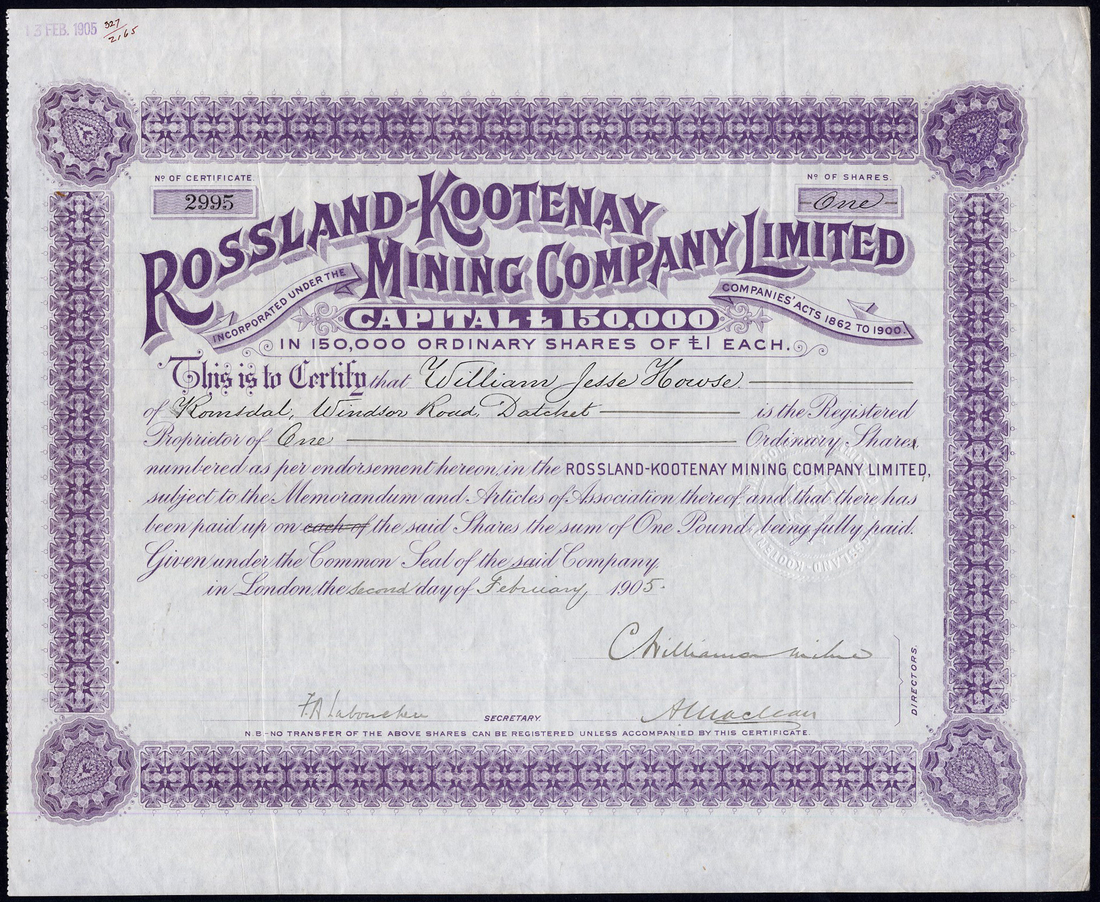 13 FEB. 1905 327/2165
Nº OF CERTIFICATE.
2995
Nº OF SHARES.
One
ROSSLAND-KOOTENAY
MINING COMPANY LIMITED
INCORPORATED UNDER THE COMPANIES' ACTS 1862 TO 1900.
CAPITAL £150,000
IN 150,000 ORDINARY SHARES OF £1 EACH.
This is to Certify that William Jesse Howse
of Romsdal, Windsor Road, Datchet is the Registered
Proprietor of One Ordinary Share
numbered as per endorsement hereon, in the ROSSLAND-KOOTENAY MINING COMPANY LIMITED,
subject to the Memorandum and Articles of Association thereof and that there has
been paid up on each of the said Shares the sum of One Pound, being fully paid.
Given under the Common Seal of the said Company,
in London, the second day of February, 1905.
C Williamson Milne
DIRECTORS.
F A Labouchere SECRETARY. A Maclean
N.B.-NO TRANSFER OF THE ABOVE SHARES CAN BE REGISTERED UNLESS ACCOMPANIED BY THIS CERTIFICATE.